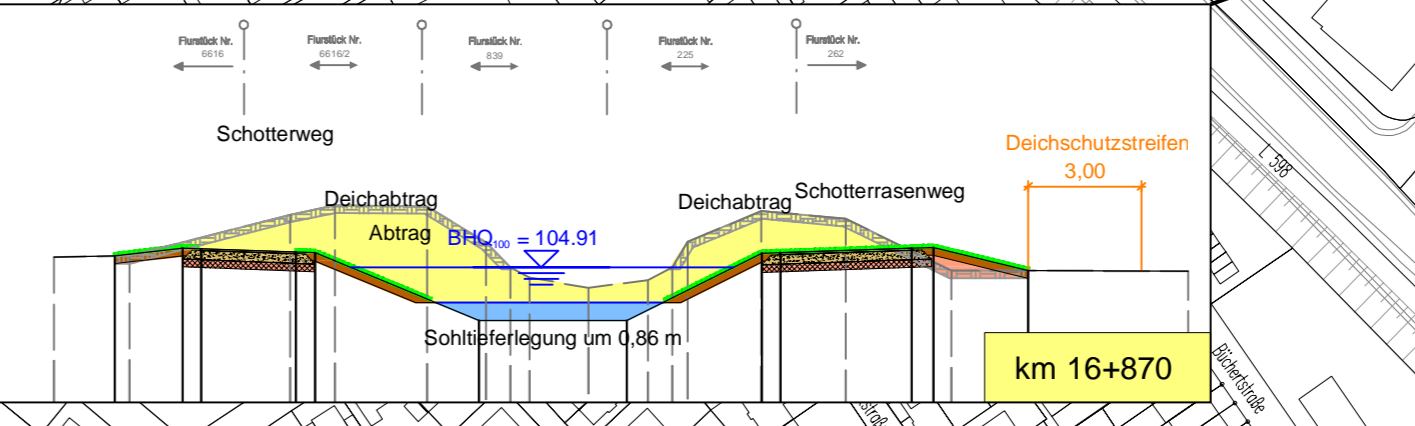 Flurstück Nr.
6616
Flurstück Nr.
6616/2
Flurstück Nr.
839
Flurstück Nr.
225
Flurstück Nr.
262
Schotterweg
Deichschutzstreifen
3,00
L 598
Deichabtrag
Deichabtrag
Schotterrasenweg
Abtrag
BHQ100 = 104.91
Sohltieferlegung um 0,86 m
km 16+870
Büchertstraße